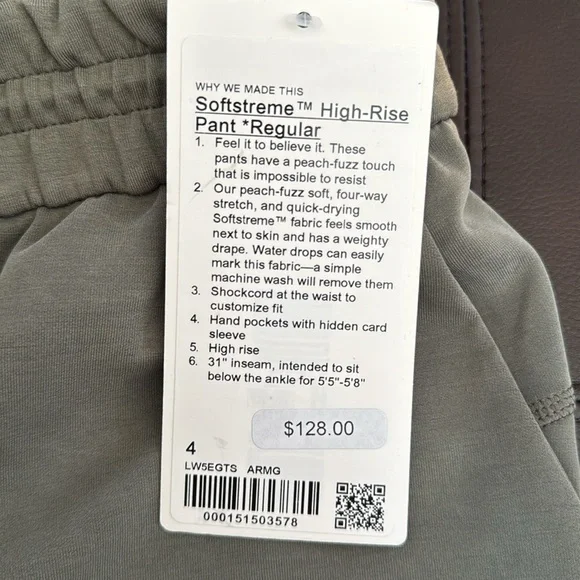 WHY WE MADE THIS
Softstreme™ High-Rise
Pant *Regular
1. Feel it to believe it. These
pants have a peach-fuzz touch
that is impossible to resist
2. Our peach-fuzz soft, four-way
stretch, and quick-drying
Softstreme™ fabric feels smooth
next to skin and has a weighty
drape. Water drops can easily
mark this fabric—a simple
machine wash will remove them
3. Shockcord at the waist to
customize fit
4. Hand pockets with hidden card
sleeve
5. High rise
6. 31" inseam, intended to sit
below the ankle for 5'5"-5'8"
$128.00
4
LW5EGTS ARMG
000151503578